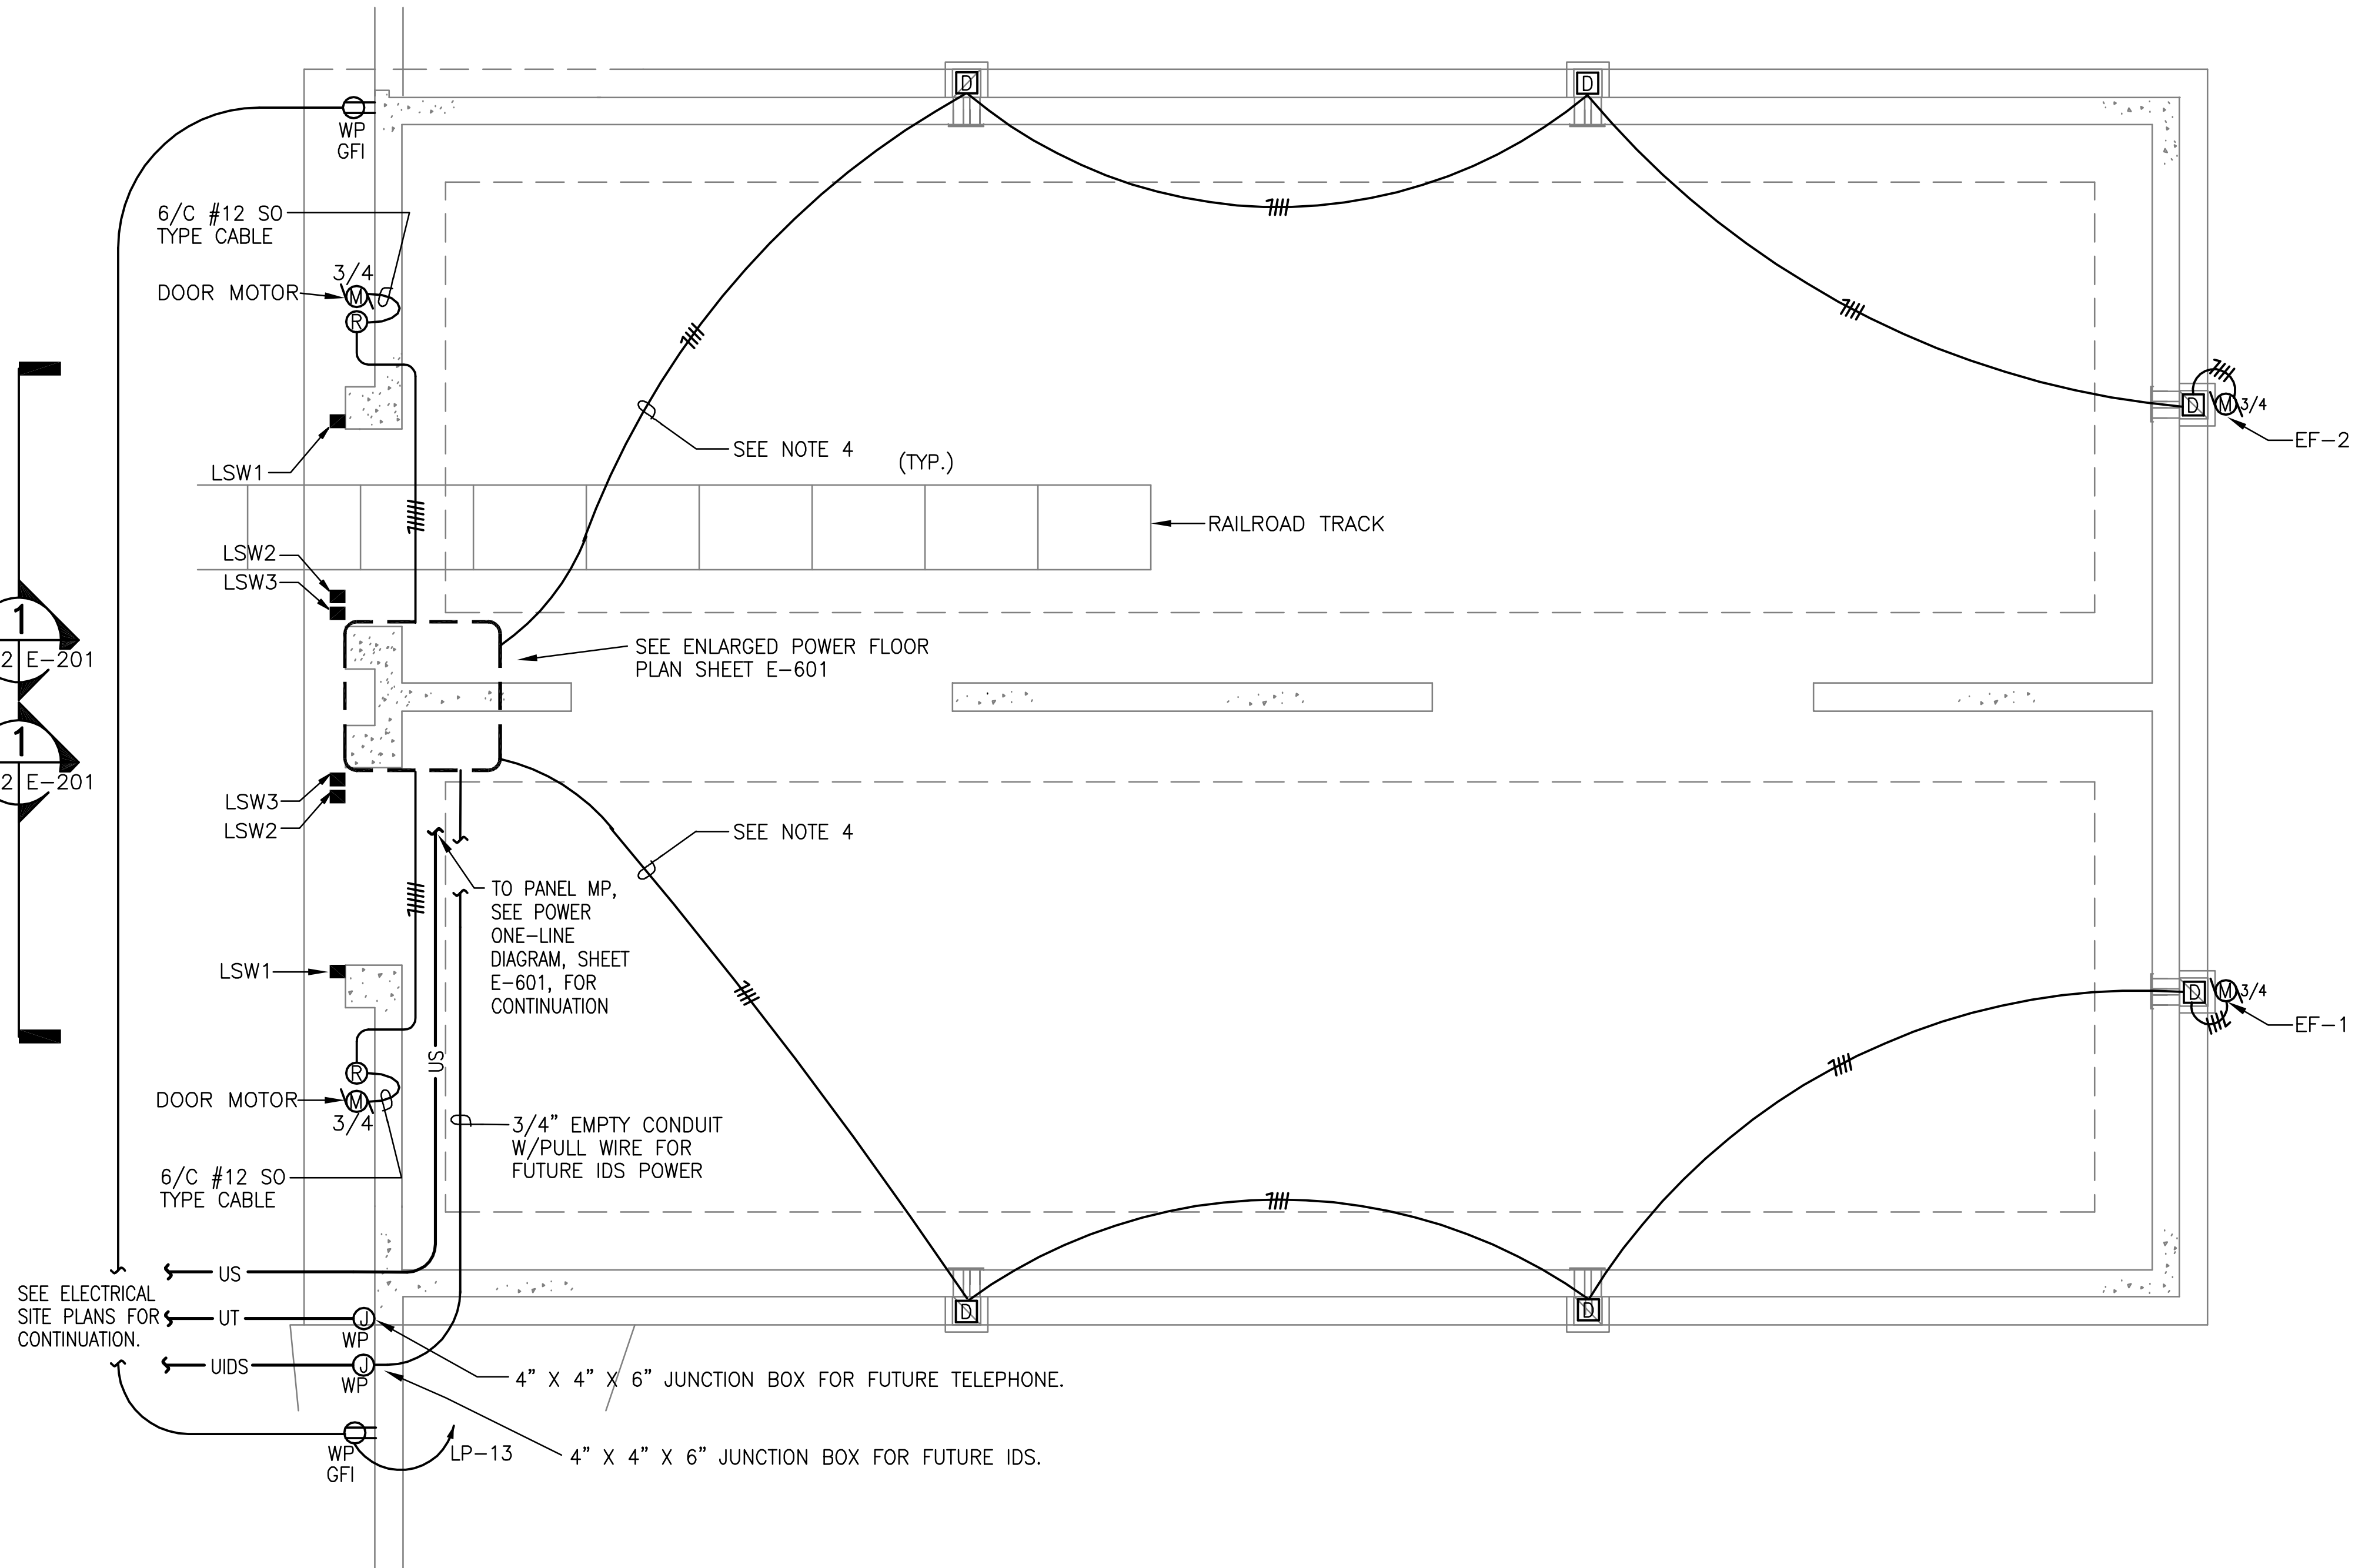 D
D
WP
GFI
6/C #12 SO
TYPE CABLE
3/4
DOOR MOTOR
M
R
D
M
3/4
EF-2
SEE NOTE 4
(TYP.)
LSW1
RAILROAD TRACK
LSW2
LSW3
1
2 E-201
SEE ENLARGED POWER FLOOR
PLAN SHEET E-601
1
2 E-201
LSW3
LSW2
SEE NOTE 4
TO PANEL MP,
SEE POWER
ONE-LINE
DIAGRAM, SHEET
E-601, FOR
CONTINUATION
LSW1
D
M
3/4
EF-1
US
R
DOOR MOTOR
M
3/4
3/4" EMPTY CONDUIT
W/PULL WIRE FOR
FUTURE IDS POWER
6/C #12 SO
TYPE CABLE
US
SEE ELECTRICAL
SITE PLANS FOR
CONTINUATION.
UT
J
WP
D
D
UIDS
J
WP
4" X 4" X 6" JUNCTION BOX FOR FUTURE TELEPHONE.
WP
GFI
LP-13
4" X 4" X 6" JUNCTION BOX FOR FUTURE IDS.